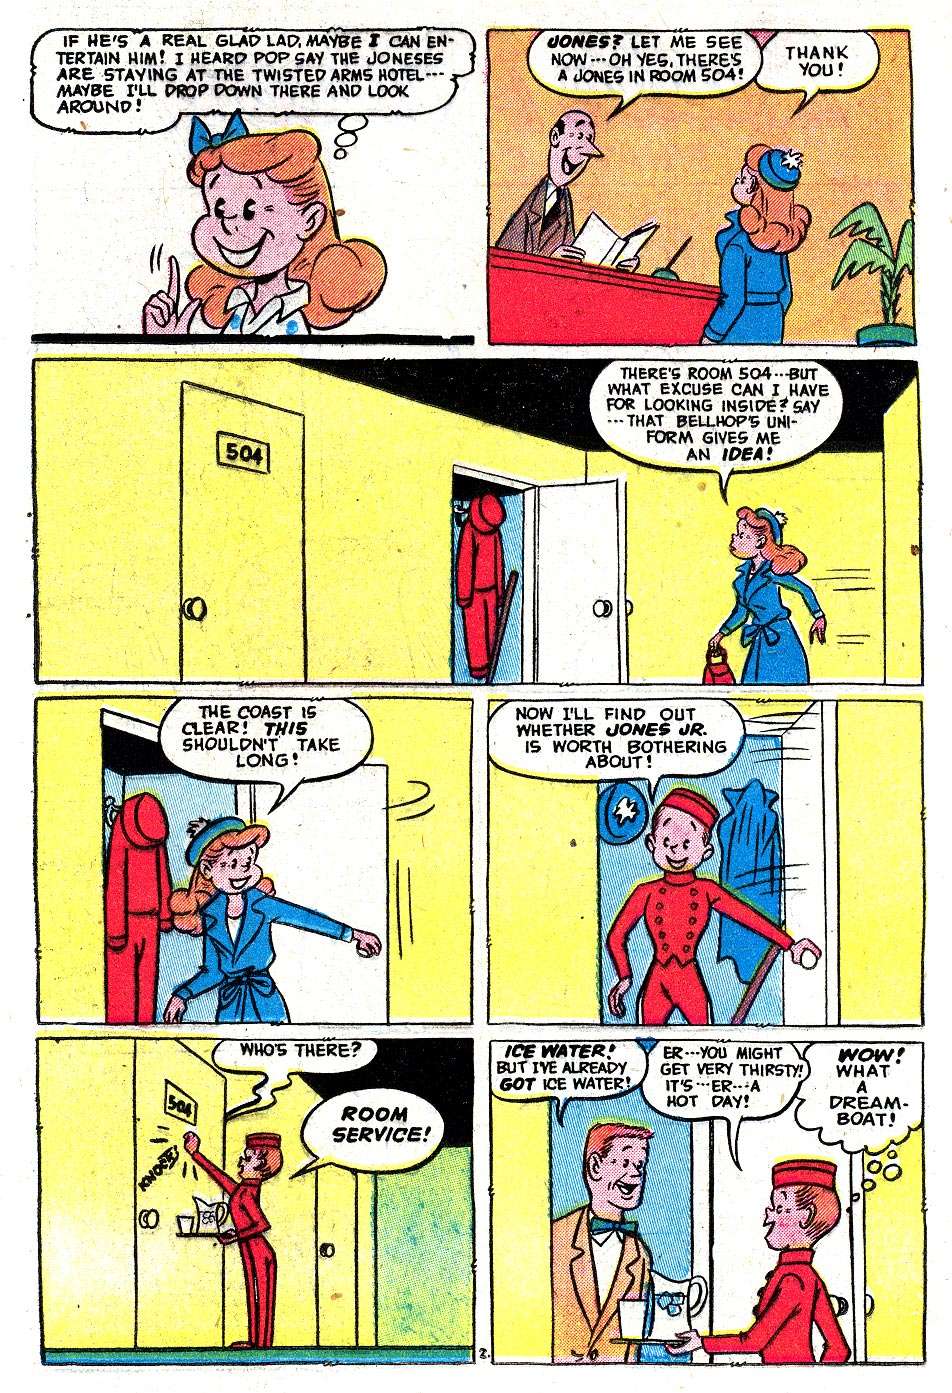 IF HE'S A REAL GLAD LAD, MAYBE I CAN EN-
TERTAIN HIM! I HEARD POP SAY THE JONESES
ARE STAYING AT THE TWISTED ARMS HOTEL---
MAYBE I'LL DROP DOWN THERE AND LOOK
AROUND!
JONES? LET ME SEE
NOW---OH YES, THERE'S
A JONES IN ROOM 504!
THANK
YOU!
THERE'S ROOM 504---BUT
WHAT EXCUSE CAN I HAVE
FOR LOOKING INSIDE? SAY
---THAT BELLHOP'S UNI-
FORM GIVES ME
AN IDEA!
504
THE COAST IS
CLEAR! THIS
SHOULDN'T TAKE
LONG!
NOW I'LL FIND OUT
WHETHER JONES JR.
IS WORTH BOTHERING
ABOUT!
WHO'S THERE?
504
KNOCK!
ROOM
SERVICE!
ICE WATER!
BUT I'VE ALREADY
GOT ICE WATER!
ER---YOU MIGHT
GET VERY THIRSTY!
IT'S---ER---A
HOT DAY!
WOW!
WHAT
A
DREAM-
BOAT!
2.